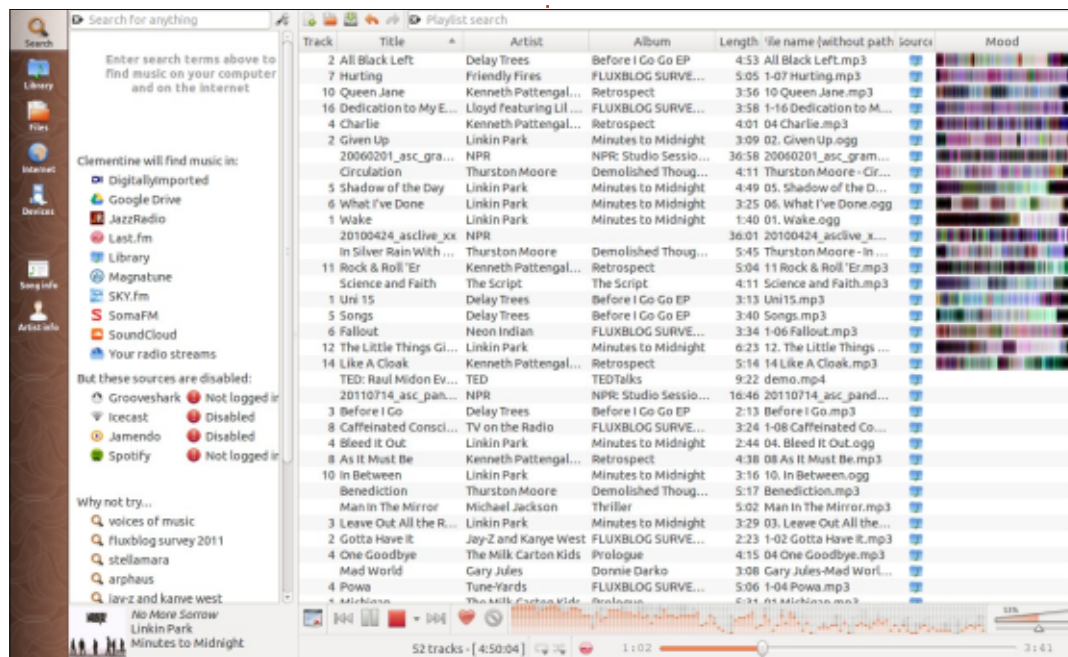 Search
Library
Files
Internet
Devices
Song info
Artist info
Search for anything
Enter search terms above to
find music on your computer
and on the internet
Clementine will find music in:
DigitallyImported
Google Drive
JazzRadio
Last.fm
Library
Magnatune
SKY.fm
SomaFM
SoundCloud
Your radio streams
But these sources are disabled:
Grooveshark Not logged in
Icecast Disabled
Jamendo Disabled
Spotify Not logged in
Why not try...
voices of music
fluxblog survey 2011
stellamara
arphaus
jay-z and kanye west
No More Sorrow
Linkin Park
Minutes to Midnight
Playlist search
Track Title Artist Album Length file name (without path Source Mood
2 All Black Left Delay Trees Before I Go Go EP 4:53 All Black Left.mp3
7 Hurting Friendly Fires FLUXBLOG SURVE... 5:05 1-07 Hurting.mp3
10 Queen Jane Kenneth Pattengal... Retrospect 3:56 10 Queen Jane.mp3
16 Dedication to My E... Lloyd featuring Lil ... FLUXBLOG SURVE... 3:58 1-16 Dedication to M...
4 Charlie Kenneth Pattengal... Retrospect 4:01 04 Charlie.mp3
2 Given Up Linkin Park Minutes to Midnight 3:09 02. Given Up.ogg
20060201_asc_gra... NPR NPR: Studio Sessio... 36:58 20060201_asc_gram...
Circulation Thurston Moore Demolished Thoug... 4:11 Thurston Moore - Cir...
5 Shadow of the Day Linkin Park Minutes to Midnight 4:49 05. Shadow of the D...
6 What I've Done Linkin Park Minutes to Midnight 3:25 06. What I've Done.ogg
1 Wake Linkin Park Minutes to Midnight 1:40 01. Wake.ogg
20100424_asclive_xx NPR 36:01 20100424_asclive_x...
In Silver Rain With ... Thurston Moore Demolished Thoug... 5:45 Thurston Moore - In ...
11 Rock & Roll 'Er Kenneth Pattengal... Retrospect 5:04 11 Rock & Roll 'Er.mp3
Science and Faith The Script The Script 4:11 Science and Faith.mp3
1 Uni 15 Delay Trees Before I Go Go EP 3:13 Uni15.mp3
5 Songs Delay Trees Before I Go Go EP 3:40 Songs.mp3
6 Fallout Neon Indian FLUXBLOG SURVE... 3:34 1-06 Fallout.mp3
12 The Little Things Gi... Linkin Park Minutes to Midnight 6:23 12. The Little Things ...
14 Like A Cloak Kenneth Pattengal... Retrospect 5:14 14 Like A Cloak.mp3
TED: Raul Midon Ev... TED TEDTalks 9:22 demo.mp4
20110714_asc_pan... NPR NPR: Studio Sessio... 16:46 20110714_asc_pand...
3 Before I Go Delay Trees Before I Go Go EP 2:13 Before I Go.mp3
8 Caffeinated Consci... TV on the Radio FLUXBLOG SURVE... 3:24 1-08 Caffeinated Co...
4 Bleed It Out Linkin Park Minutes to Midnight 2:44 04. Bleed It Out.ogg
8 As It Must Be Kenneth Pattengal... Retrospect 4:38 08 As It Must Be.mp3
10 In Between Linkin Park Minutes to Midnight 3:16 10. In Between.ogg
Benediction Thurston Moore Demolished Thoug... 5:17 Benediction.mp3
Man In The Mirror Michael Jackson Thriller 5:02 Man In The Mirror.mp3
3 Leave Out All the R... Linkin Park Minutes to Midnight 3:29 03. Leave Out All the...
2 Gotta Have It Jay-Z and Kanye West FLUXBLOG SURVE... 2:23 1-02 Gotta Have It.mp3
4 One Goodbye The Milk Carton Kids Prologue 4:15 04 One Goodbye.mp3
Mad World Gary Jules Donnie Darko 3:08 Gary Jules-Mad Worl...
4 Powa Tune-Yards FLUXBLOG SURVE... 5:06 1-04 Powa.mp3
Michigan The Milk Carton Kids Prologue 5:31 Michigan.mp3
52 tracks - [ 4:50:04 ] 1:02 3:41